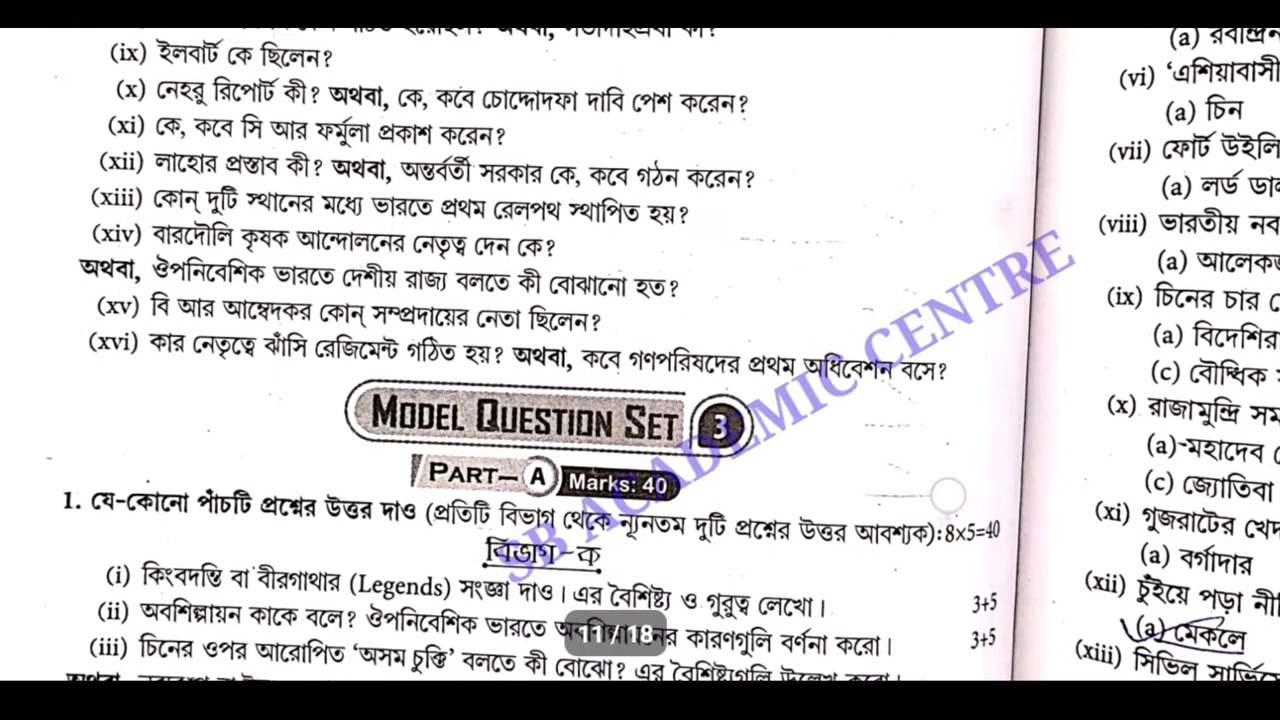 (ix) ইলবার্ট কে ছিলেন?
(x) নেহরু রিপোর্ট কী? অথবা, কে, কবে চোদ্দোদফা দাবি পেশ করেন?
(xi) কে, কবে সি আর ফর্মুলা প্রকাশ করেন?
(xii) লাহোর প্রস্তাব কী? অথবা, অন্তর্বর্তী সরকার কে, কবে গঠন করেন?
(xiii) কোন্ দুটি স্থানের মধ্যে ভারতে প্রথম রেলপথ স্থাপিত হয়?
(xiv) বারদৌলি কৃষক আন্দোলনের নেতৃত্ব দেন কে?
অথবা, ঔপনিবেশিক ভারতে দেশীয় রাজ্য বলতে কী বোঝানো হত?
(xv) বি আর আম্বেদকর কোন্ সম্প্রদায়ের নেতা ছিলেন?
(xvi) কার নেতৃত্বে ঝাঁসি রেজিমেন্ট গঠিত হয়? অথবা, কবে গণপরিষদের প্রথম অধিবেশন বসে?
MODEL QUESTION SET 3
PART-A Marks: 40
1. যে-কোনো পাঁচটি প্রশ্নের উত্তর দাও (প্রতিটি বিভাগ থেকে ন্যূনতম দুটি প্রশ্নের উত্তর আবশ্যক): 8×5=40
বিভাগ-ক
(i) কিংবদন্তি বা বীরগাথার (Legends) সংজ্ঞা দাও। এর বৈশিষ্ট্য ও গুরুত্ব লেখো। 3+5
(ii) অবশিল্পায়ন কাকে বলে? ঔপনিবেশিক ভারতে কারণগুলি বর্ণনা করো। 3+5
(iii) চিনের ওপর আরোপিত 'অসম চুক্তি' বলতে কী বোঝো? এর বৈশিষ্ট্যগুলি উল্লেখ করো।
11 / 18
SB ACADEMIC CENTRE
(a)
(vi) 'এশিয়াবাসী
(a) চিন
(vii) ফোর্ট
(a) লর্ড
(viii) ভারতীয় নব
(a)
(ix) চিনের চার
(a) বিদেশির
(c) বৌদ্ধিক
(x) রাজামুন্দ্রি
(a) মহাদেব
(c) জ্যোতিবা
(xi) গুজরাটের
(a) বর্গাদার
(xii) চুঁইয়ে পড়া
(a) মেকলে
(xiii) সিভিল